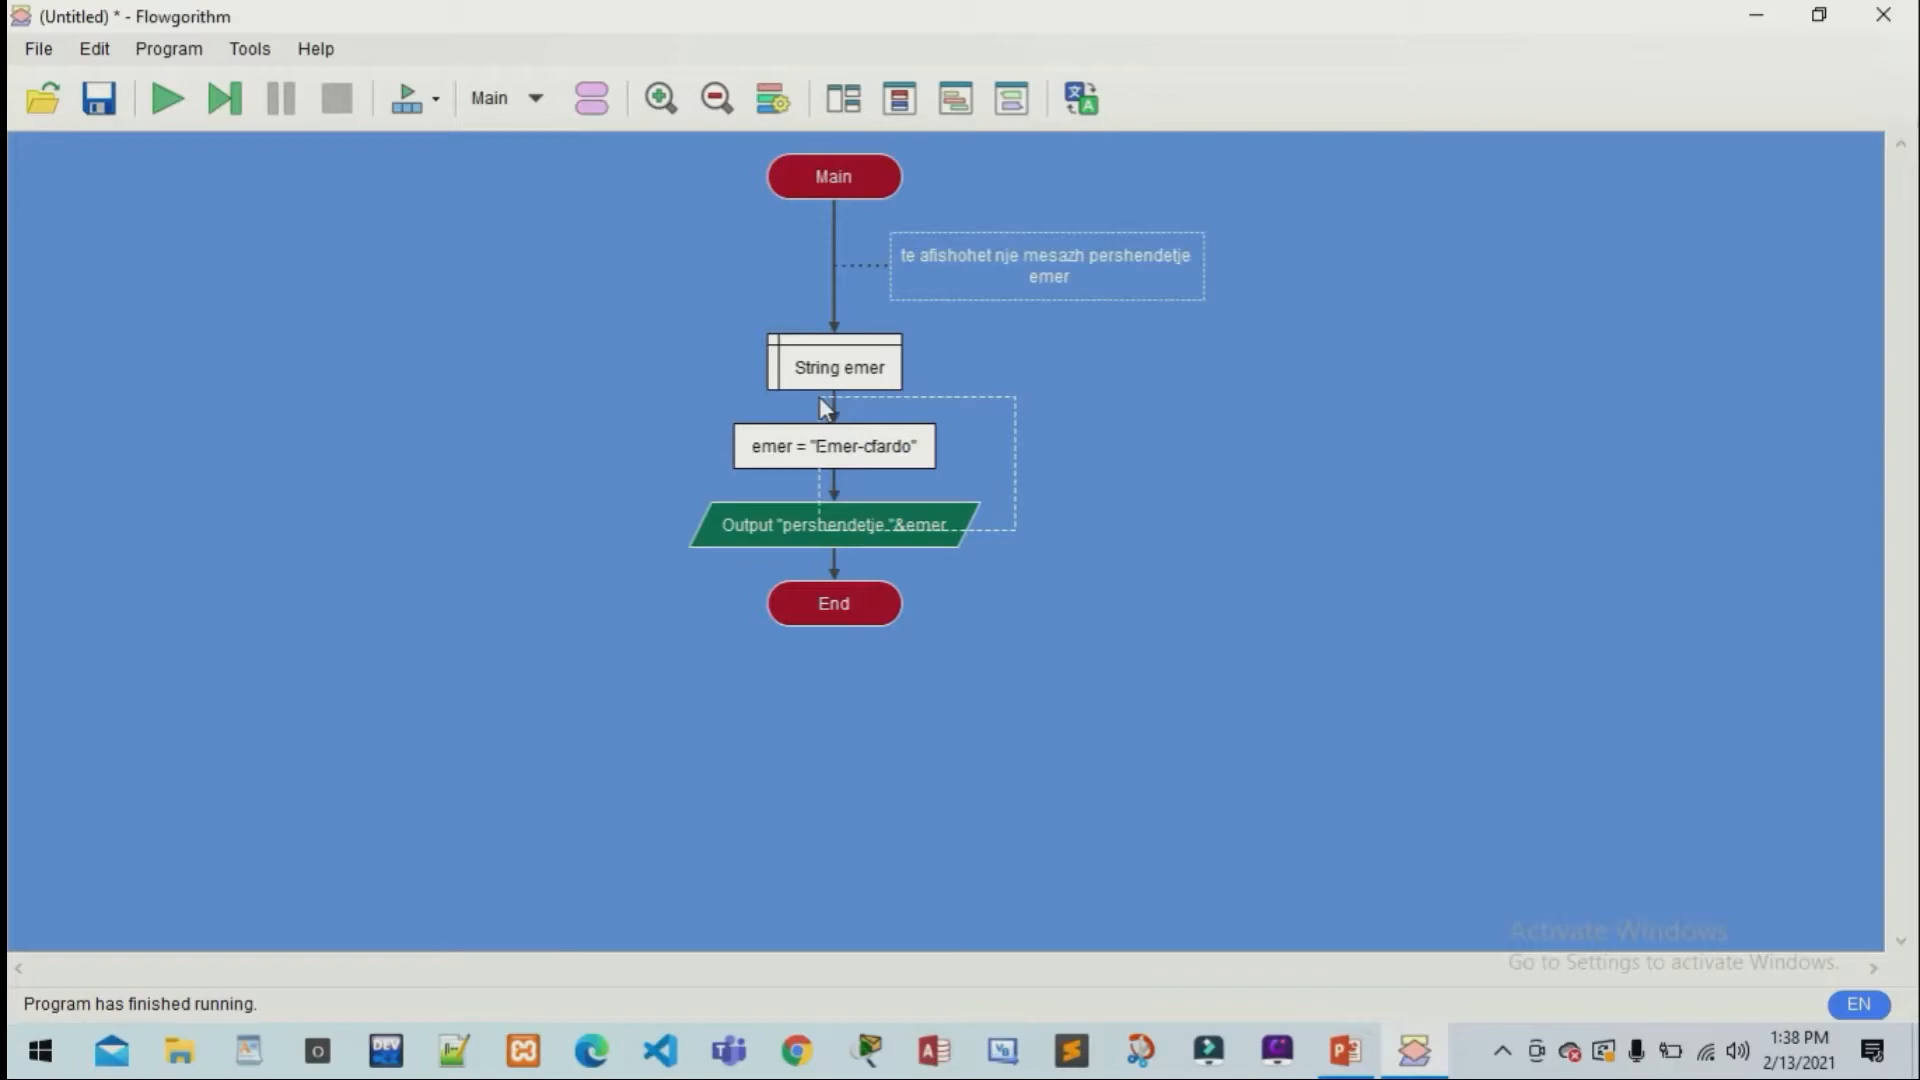 (Untitled) * - Flowgorithm
File Edit Program Tools Help
Main
Main
te afishohet nje mesazh pershendetje
emer
String emer
emer = "Emer-cfardo"
Output "pershendetje,"&emer
End
Activate Windows
Go to Settings to activate Windows.
Program has finished running.
EN
DEV
1:38 PM
2/13/2021